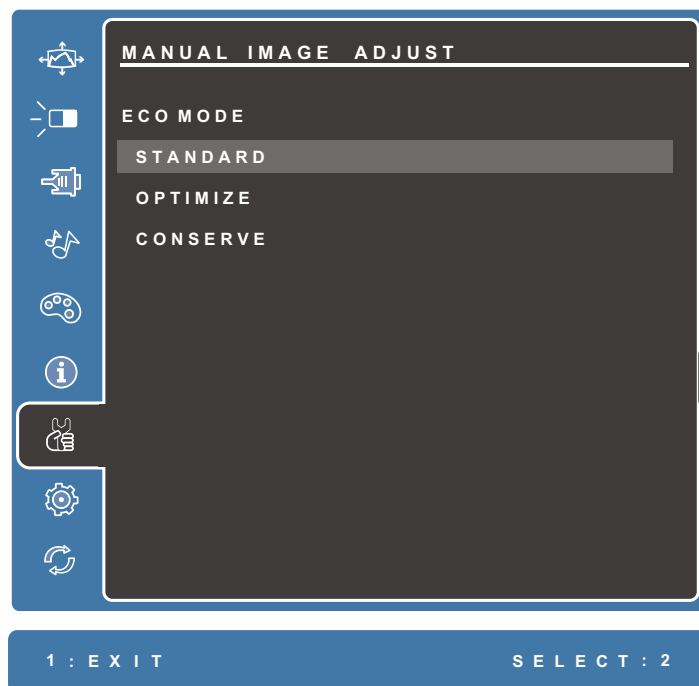 MANUAL IMAGE ADJUST
ECO MODE
STANDARD
OPTIMIZE
CONSERVE
1 : EXIT SELECT : 2